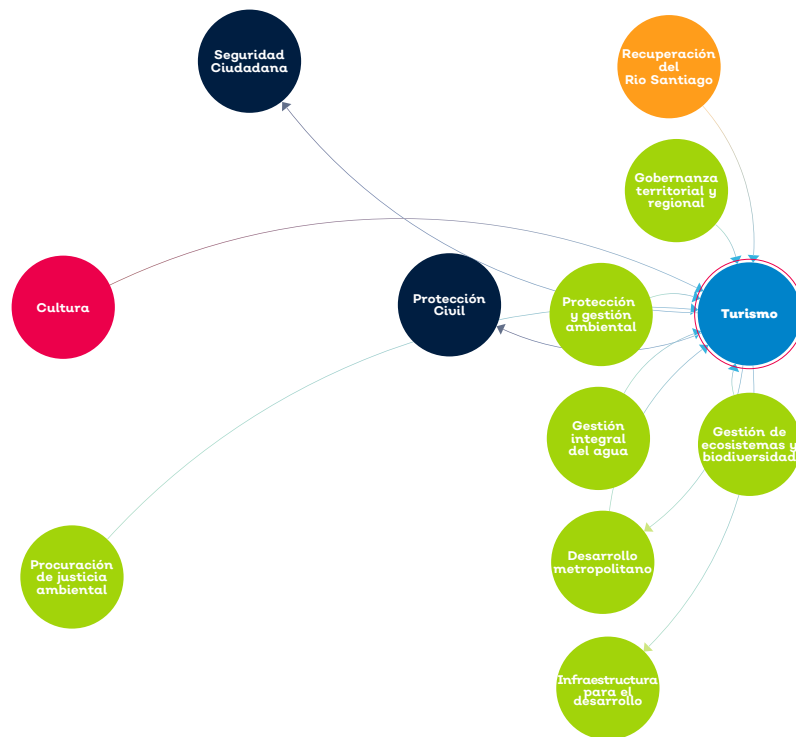 Seguridad
Ciudadana
Recuperación
del
Rio Santiago
Gobernanza
territorial y
regional
Cultura
Protección
Civil
Protección
y gestión
ambiental
Turismo
Gestión
integral
del agua
Gestión de
ecosistemas y
biodiversidad
Procuración
de justicia
ambiental
Desarrollo
metropolitano
Infraestructura
para el
desarrollo